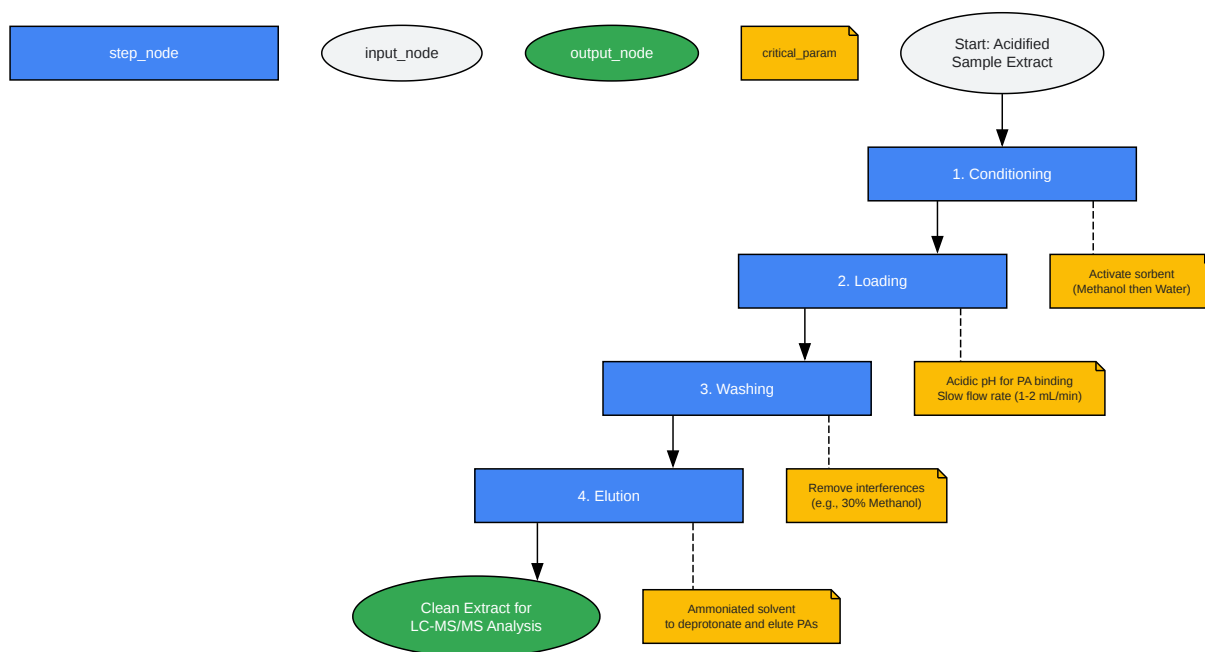 step_node
input_node
output_node
critical_param
Start: Acidified
Sample Extract
1. Conditioning
2. Loading
Activate sorbent
(Methanol then Water)
3. Washing
Acidic pH for PA binding
Slow flow rate (1-2 mL/min)
4. Elution
Remove interferences
(e.g., 30% Methanol)
Clean Extract for
LC-MS/MS Analysis
Ammoniated solvent
to deprotonate and elute PAs